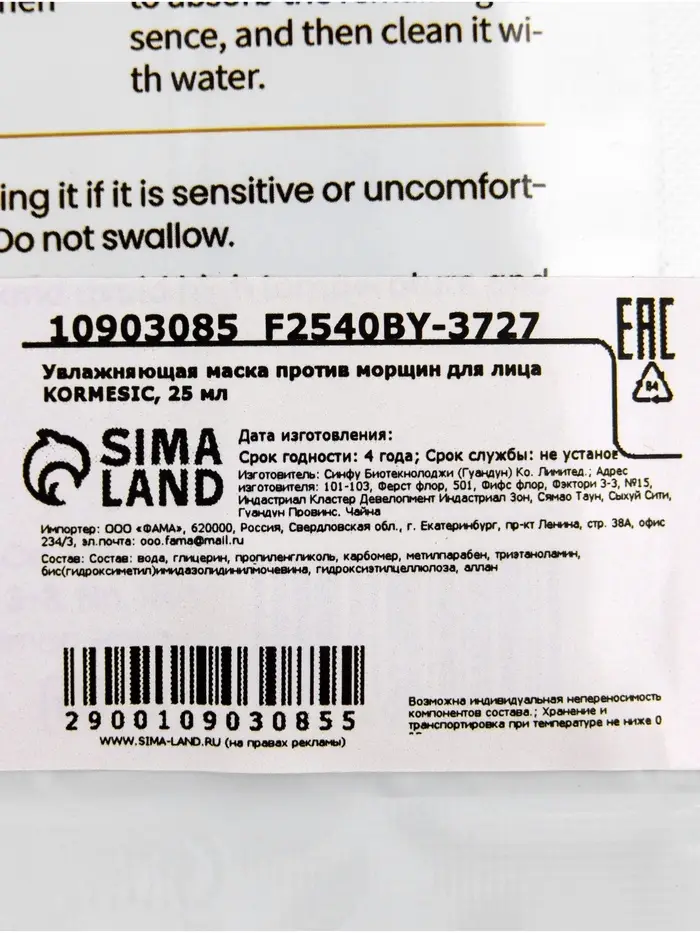 sence, and then clean it wi-
th water.
ing it if it is sensitive or uncomfort-
Do not swallow.
10903085 F2540BY-3727
EAC
Увлажняющая маска против морщин для лица
KORMESIC, 25 мл
84
SIMA
LAND
Дата изготовления:
Срок годности: 4 года; Срок службы: не установ
Изготовитель: Синфу Биотекнолоджи (Гуандун) Ко. Лимитед.; Адрес
изготовителя: 101-103, Ферст флор, 501, Фифс флор, Фэктори 3-3, №15,
Индастриал Кластер Девелопмент Индастриал Зон, Сямао Таун, Сыхуй Сити,
Гуандун Провинс. Чайна
Импортер: ООО «ФАМА», 620000, Россия, Свердловская обл., г. Екатеринбург, пр-кт Ленина, стр. 38А, офис
234/3, эл.почта: ooo.fama@mail.ru
Состав: Состав: вода, глицерин, пропиленгликоль, карбомер, метилпарабен, триэтаноламин,
бис(гидроксиметил)имидазолидинилмочевина, гидроксиэтилцеллюлоза, аллан
2900109030855
WWW.SIMA-LAND.RU (на правах рекламы)
Возможна индивидуальная непереносимость
компонентов состава.; Хранение и
транспортировка при температуре не ниже 0